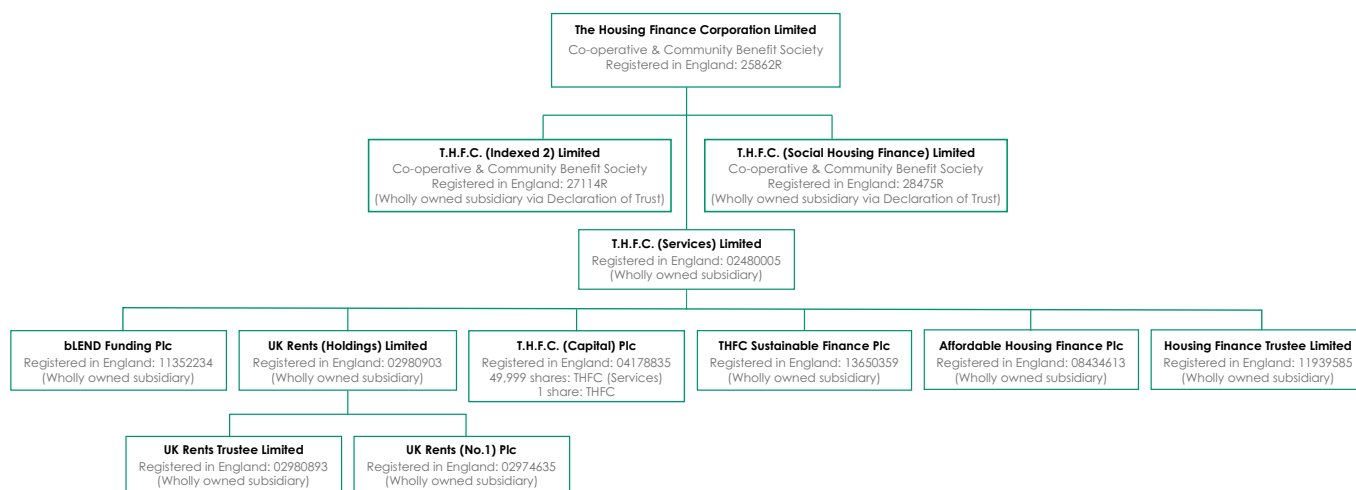 The Housing Finance Corporation Limited
Co-operative & Community Benefit Society
Registered in England: 25862R
T.H.F.C. (Indexed 2) Limited
Co-operative & Community Benefit Society
Registered in England: 27114R
(Wholly owned subsidiary via Declaration of Trust)
T.H.F.C. (Social Housing Finance) Limited
Co-operative & Community Benefit Society
Registered in England: 28475R
(Wholly owned subsidiary via Declaration of Trust)
T.H.F.C. (Services) Limited
Registered in England: 02480005
(Wholly owned subsidiary)
bLEND Funding Plc
Registered in England: 11352234
(Wholly owned subsidiary)
UK Rents (Holdings) Limited
Registered in England: 02980903
(Wholly owned subsidiary)
T.H.F.C. (Capital) Plc
Registered in England: 04178835
49,999 shares: THFC (Services)
1 share: THFC
THFC Sustainable Finance Plc
Registered in England: 13650359
(Wholly owned subsidiary)
Affordable Housing Finance Plc
Registered in England: 08434613
(Wholly owned subsidiary)
Housing Finance Trustee Limited
Registered in England: 11939585
(Wholly owned subsidiary)
UK Rents Trustee Limited
Registered in England: 02980893
(Wholly owned subsidiary)
UK Rents (No.1) Plc
Registered in England: 02974635
(Wholly owned subsidiary)